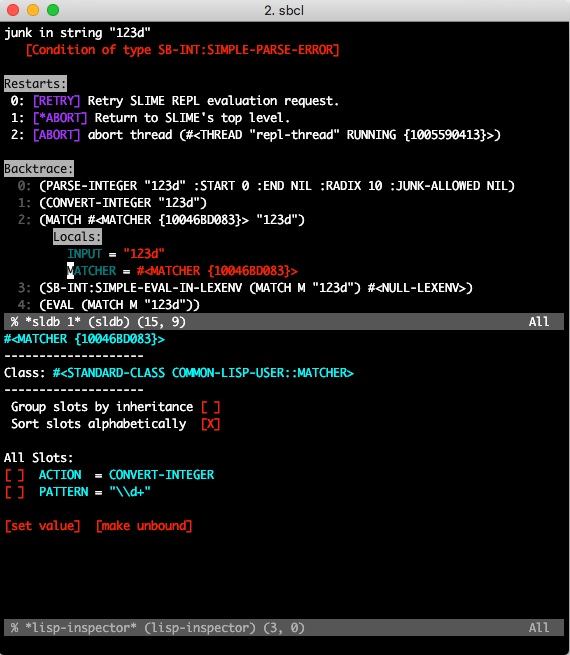 2. sbcl
junk in string "123d"
[Condition of type SB-INT:SIMPLE-PARSE-ERROR]
Restarts:
0: [RETRY] Retry SLIME REPL evaluation request.
1: [*ABORT] Return to SLIME's top level.
2: [ABORT] abort thread (#<THREAD "repl-thread" RUNNING {1005590413}>)
Backtrace:
0: (PARSE-INTEGER "123d" :START 0 :END NIL :RADIX 10 :JUNK-ALLOWED NIL)
1: (CONVERT-INTEGER "123d")
2: (MATCH #<MATCHER {10046BD083}> "123d")
Locals:
INPUT = "123d"
MATCHER = #<MATCHER {10046BD083}>
3: (SB-INT:SIMPLE-EVAL-IN-LEXENV (MATCH M "123d") #<NULL-LEXENV>)
4: (EVAL (MATCH M "123d"))
% *sldb 1* (sldb) (15, 9) All
#<MATCHER {10046BD083}>
--------------------
Class: #<STANDARD-CLASS COMMON-LISP-USER::MATCHER>
--------------------
Group slots by inheritance [ ]
Sort slots alphabetically [X]
All Slots:
[ ] ACTION = CONVERT-INTEGER
[ ] PATTERN = "\\d+"
[set value] [make unbound]
% *lisp-inspector* (lisp-inspector) (3, 0) All